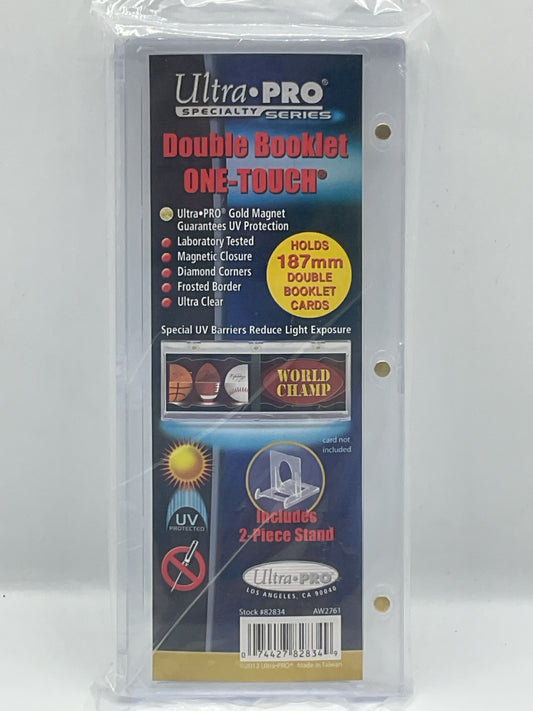 Ultra•PRO®
SPECIALTY SERIES
Double Booklet
ONE-TOUCH®
Ultra•PRO® Gold Magnet
Guarantees UV Protection
Laboratory Tested
Magnetic Closure
Diamond Corners
Frosted Border
Ultra Clear
HOLDS
187mm
DOUBLE
BOOKLET
CARDS
Special UV Barriers Reduce Light Exposure
WORLD
CHAMP
card not
included
UV
PROTECTED
Includes
2-Piece Stand
Ultra•PRO®
LOS ANGELES, CA 90040
Stock #82834 AW2761
0 74427 82834 9
©2012 Ultra•PRO® Made in Taiwan